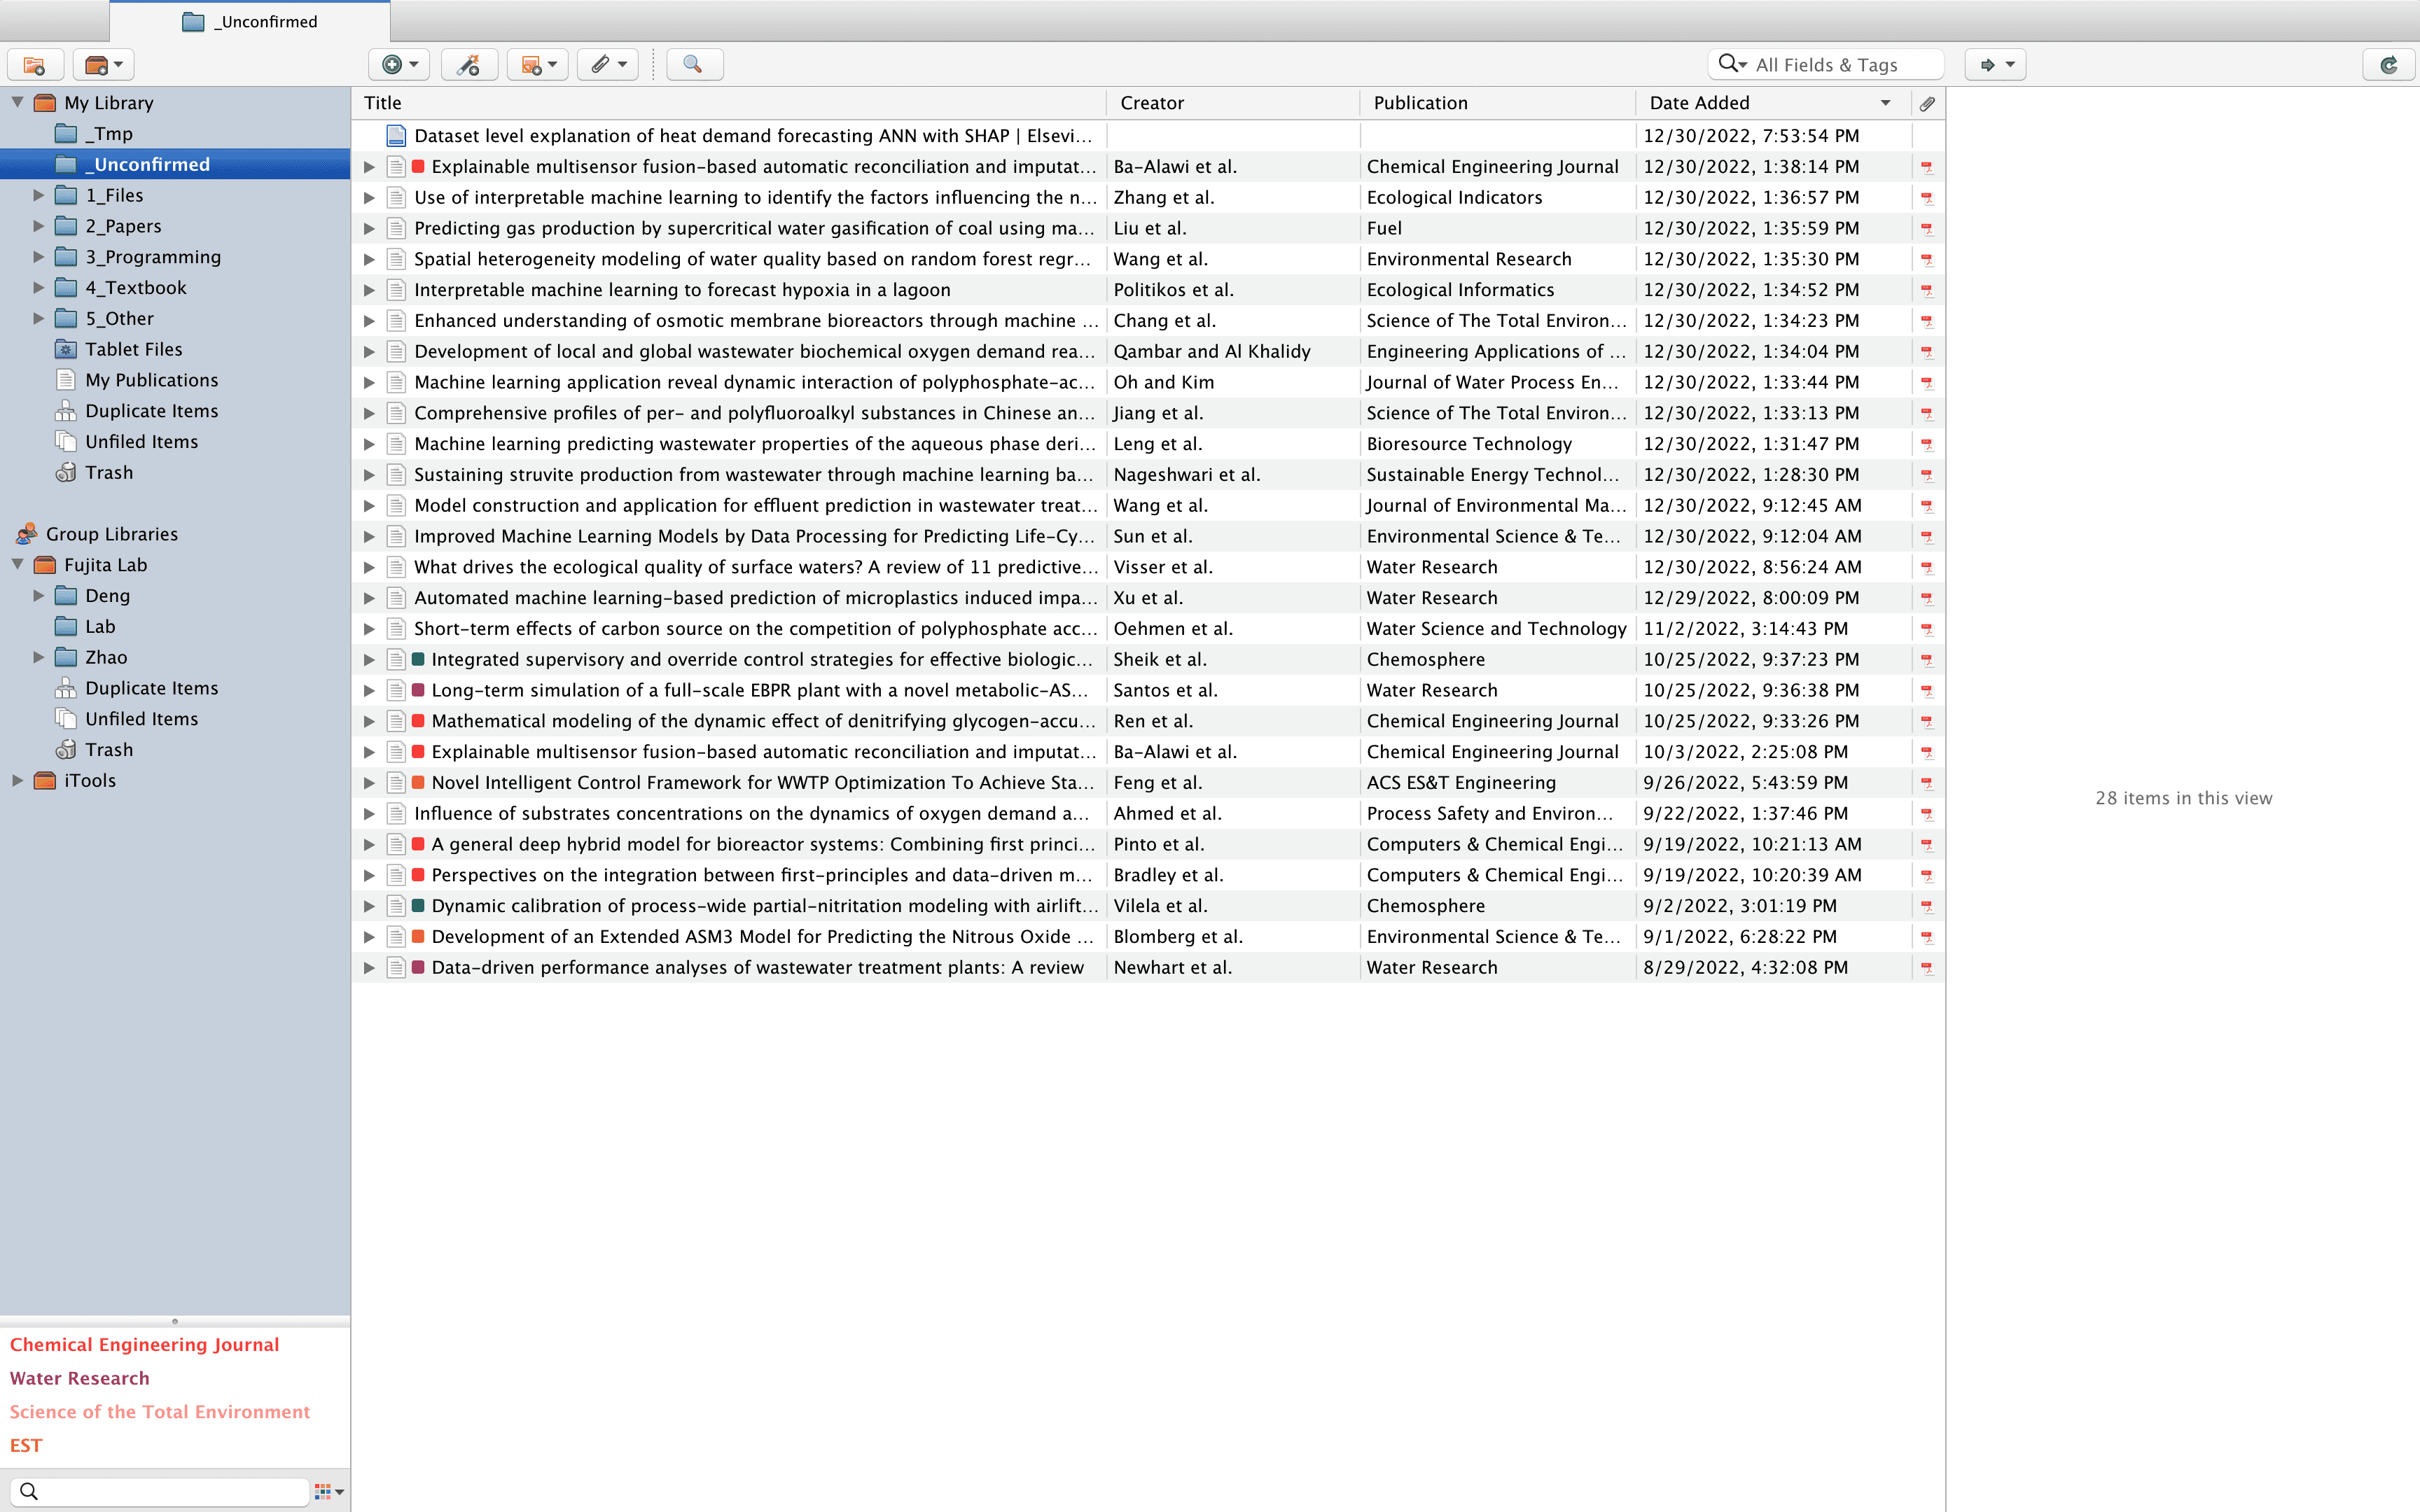 _Unconfirmed
All Fields & Tags
My Library
_Tmp
_Unconfirmed
1_Files
2_Papers
3_Programming
4_Textbook
5_Other
Tablet Files
My Publications
Duplicate Items
Unfiled Items
Trash
Group Libraries
Fujita Lab
Deng
Lab
Zhao
Duplicate Items
Unfiled Items
Trash
iTools
Chemical Engineering Journal
Water Research
Science of the Total Environment
EST
Title Creator Publication Date Added
Dataset level explanation of heat demand forecasting ANN with SHAP | Elsevi... 12/30/2022, 7:53:54 PM
Explainable multisensor fusion-based automatic reconciliation and imputat... Ba-Alawi et al. Chemical Engineering Journal 12/30/2022, 1:38:14 PM
Use of interpretable machine learning to identify the factors influencing the n... Zhang et al. Ecological Indicators 12/30/2022, 1:36:57 PM
Predicting gas production by supercritical water gasification of coal using ma... Liu et al. Fuel 12/30/2022, 1:35:59 PM
Spatial heterogeneity modeling of water quality based on random forest regr... Wang et al. Environmental Research 12/30/2022, 1:35:30 PM
Interpretable machine learning to forecast hypoxia in a lagoon Politikos et al. Ecological Informatics 12/30/2022, 1:34:52 PM
Enhanced understanding of osmotic membrane bioreactors through machine ... Chang et al. Science of The Total Environ... 12/30/2022, 1:34:23 PM
Development of local and global wastewater biochemical oxygen demand rea... Qambar and Al Khalidy Engineering Applications of ... 12/30/2022, 1:34:04 PM
Machine learning application reveal dynamic interaction of polyphosphate-ac... Oh and Kim Journal of Water Process En... 12/30/2022, 1:33:44 PM
Comprehensive profiles of per- and polyfluoroalkyl substances in Chinese an... Jiang et al. Science of The Total Environ... 12/30/2022, 1:33:13 PM
Machine learning predicting wastewater properties of the aqueous phase deri... Leng et al. Bioresource Technology 12/30/2022, 1:31:47 PM
Sustaining struvite production from wastewater through machine learning ba... Nageshwari et al. Sustainable Energy Technol... 12/30/2022, 1:28:30 PM
Model construction and application for effluent prediction in wastewater treat... Wang et al. Journal of Environmental Ma... 12/30/2022, 9:12:45 AM
Improved Machine Learning Models by Data Processing for Predicting Life-Cy... Sun et al. Environmental Science & Te... 12/30/2022, 9:12:04 AM
What drives the ecological quality of surface waters? A review of 11 predictive... Visser et al. Water Research 12/30/2022, 8:56:24 AM
Automated machine learning-based prediction of microplastics induced impa... Xu et al. Water Research 12/29/2022, 8:00:09 PM
Short-term effects of carbon source on the competition of polyphosphate acc... Oehmen et al. Water Science and Technology 11/2/2022, 3:14:43 PM
Integrated supervisory and override control strategies for effective biologic... Sheik et al. Chemosphere 10/25/2022, 9:37:23 PM
Long-term simulation of a full-scale EBPR plant with a novel metabolic-AS... Santos et al. Water Research 10/25/2022, 9:36:38 PM
Mathematical modeling of the dynamic effect of denitrifying glycogen-accu... Ren et al. Chemical Engineering Journal 10/25/2022, 9:33:26 PM
Explainable multisensor fusion-based automatic reconciliation and imputat... Ba-Alawi et al. Chemical Engineering Journal 10/3/2022, 2:25:08 PM
Novel Intelligent Control Framework for WWTP Optimization To Achieve Sta... Feng et al. ACS ES&T Engineering 9/26/2022, 5:43:59 PM
Influence of substrates concentrations on the dynamics of oxygen demand a... Ahmed et al. Process Safety and Environ... 9/22/2022, 1:37:46 PM
A general deep hybrid model for bioreactor systems: Combining first princi... Pinto et al. Computers & Chemical Engi... 9/19/2022, 10:21:13 AM
Perspectives on the integration between first-principles and data-driven m... Bradley et al. Computers & Chemical Engi... 9/19/2022, 10:20:39 AM
Dynamic calibration of process-wide partial-nitritation modeling with airlift... Vilela et al. Chemosphere 9/2/2022, 3:01:19 PM
Development of an Extended ASM3 Model for Predicting the Nitrous Oxide ... Blomberg et al. Environmental Science & Te... 9/1/2022, 6:28:22 PM
Data-driven performance analyses of wastewater treatment plants: A review Newhart et al. Water Research 8/29/2022, 4:32:08 PM
28 items in this view